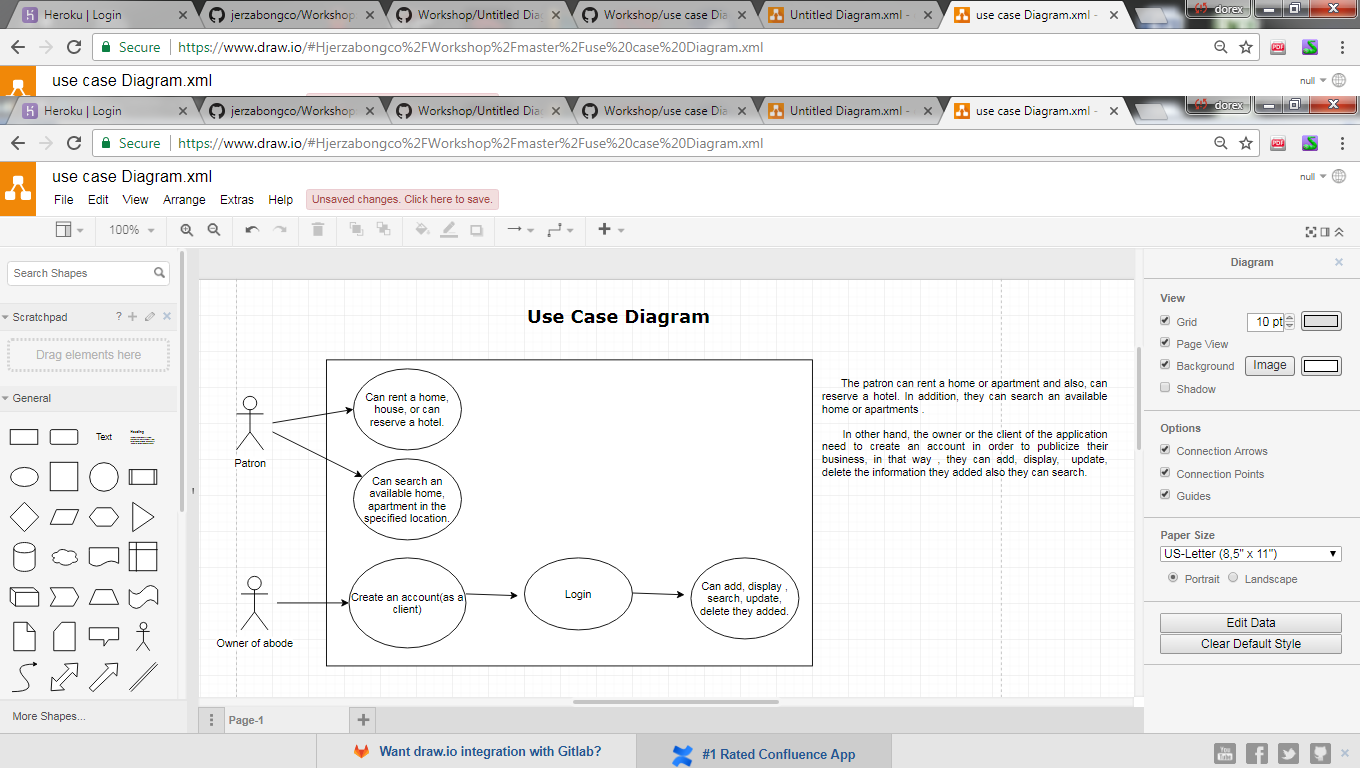 Heroku | Login
jerzabongco/Workshop
Workshop/Untitled Dia
Workshop/use case Dia
Untitled Diagram.xml -
use case Diagram.xml -
dorex
Secure
https://www.draw.io/#Hjerzabongco%2FWorkshop%2Fmaster%2Fuse%20case%20Diagram.xml
PDF
use case Diagram.xml
null
Heroku | Login
jerzabongco/Workshop
Workshop/Untitled Dia
Workshop/use case Dia
Untitled Diagram.xml -
use case Diagram.xml -
dorex
Secure
https://www.draw.io/#Hjerzabongco%2FWorkshop%2Fmaster%2Fuse%20case%20Diagram.xml
PDF
use case Diagram.xml
null
File Edit View Arrange Extras Help
Unsaved changes. Click here to save.
100%
Search Shapes
Scratchpad
?
Drag elements here
General
Text
Heading
More Shapes...
Use Case Diagram
Can rent a home,
house, or can
reserve a hotel.
Patron
Can search an
available home,
apartment in the
specified location.
Create an account(as a
client)
Login
Can add, display ,
search, update,
delete they added.
Owner of abode
The patron can rent a home or apartment and also, can
reserve a hotel. In addition, they can search an available
home or apartments .
In other hand, the owner or the client of the application
need to create an account in order to publicize their
business, in that way , they can add, display, update,
delete the information they added also they can search.
Diagram
View
Grid
10 pt
Page View
Background
Image
Shadow
Options
Connection Arrows
Connection Points
Guides
Paper Size
US-Letter (8,5" x 11")
Portrait
Landscape
Edit Data
Clear Default Style
Page-1
Want draw.io integration with Gitlab?
#1 Rated Confluence App
You
Tube